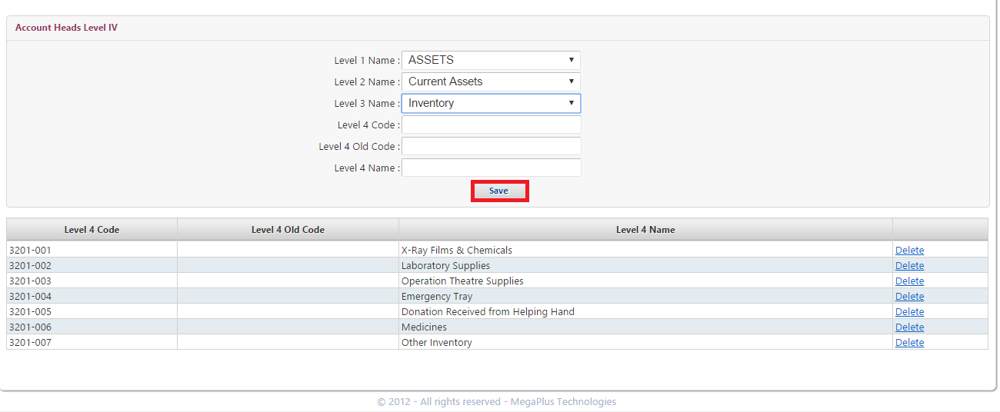 Account Heads Level IV
Level 1 Name : ASSETS
Level 2 Name : Current Assets
Level 3 Name : Inventory
Level 4 Code :
Level 4 Old Code :
Level 4 Name :
Save
Level 4 Code Level 4 Old Code Level 4 Name
3201-001 X-Ray Films & Chemicals Delete
3201-002 Laboratory Supplies Delete
3201-003 Operation Theatre Supplies Delete
3201-004 Emergency Tray Delete
3201-005 Donation Received from Helping Hand Delete
3201-006 Medicines Delete
3201-007 Other Inventory Delete
© 2012 - All rights reserved - MegaPlus Technologies